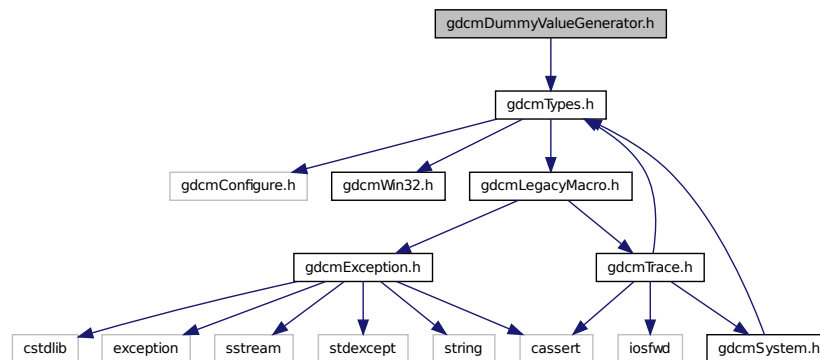 gdcmDummyValueGenerator.h
gdcmTypes.h
gdcmConfigure.h
gdcmWin32.h
gdcmLegacyMacro.h
gdcmException.h
gdcmTrace.h
cstdlib
exception
sstream
stdexcept
string
cassert
iosfwd
gdcmSystem.h